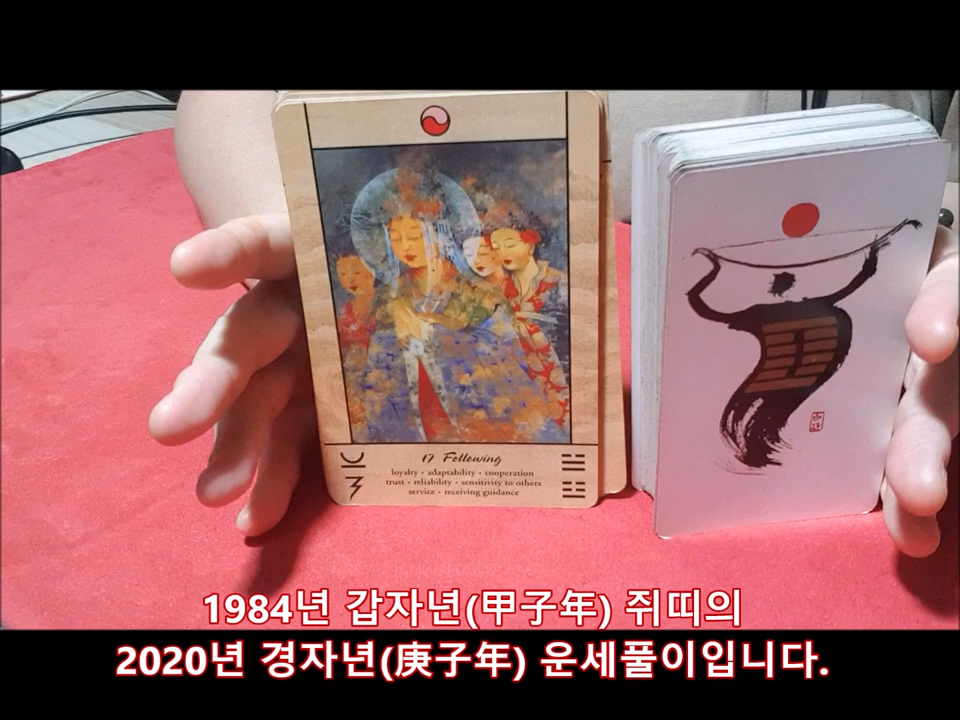 17 Following
loyalty • adaptability • cooperation
trust • reliability • sensitivity to others
service • receiving guidance
1984년 갑자년(甲子年) 쥐띠의
2020년 경자년(庚子年) 운세풀이입니다.